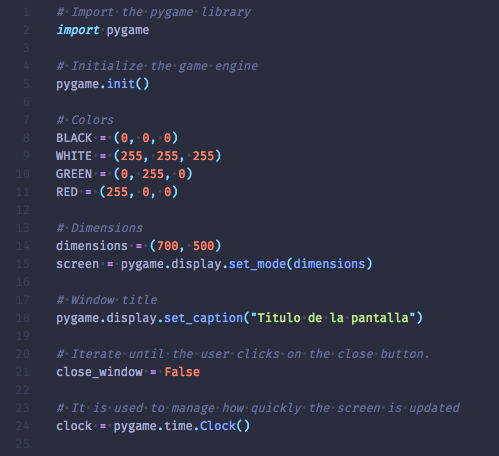 1 # Import the pygame library
2 import pygame
3
4 # Initialize the game engine
5 pygame.init()
6
7 # Colors
8 BLACK = (0, 0, 0)
9 WHITE = (255, 255, 255)
10 GREEN = (0, 255, 0)
11 RED = (255, 0, 0)
12
13 # Dimensions
14 dimensions = (700, 500)
15 screen = pygame.display.set_mode(dimensions)
16
17 # Window title
18 pygame.display.set_caption("Titulo de la pantalla")
19
20 # Iterate until the user clicks on the close button.
21 close_window = False
22
23 # It is used to manage how quickly the screen is updated
24 clock = pygame.time.Clock()
25